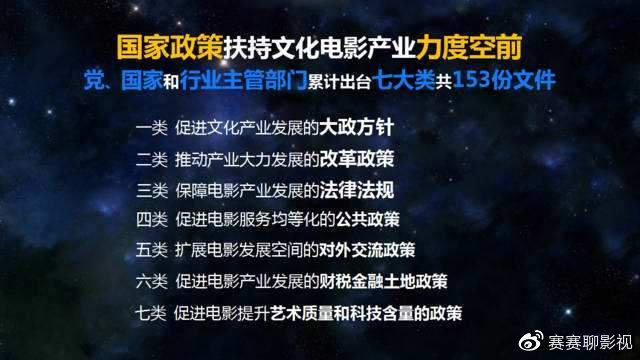 国家政策扶持文化电影产业力度空前
党、国家和行业主管部门累计出台七大类共153份文件
一类 促进文化产业发展的大政方针
二类 推动产业大力发展的改革政策
三类 保障电影产业发展的法律法规
四类 促进电影服务均等化的公共政策
五类 扩展电影发展空间的对外交流政策
六类 促进电影产业发展的财税金融土地政策
七类 促进电影提升艺术质量和科技含量的政策
赛赛聊影视